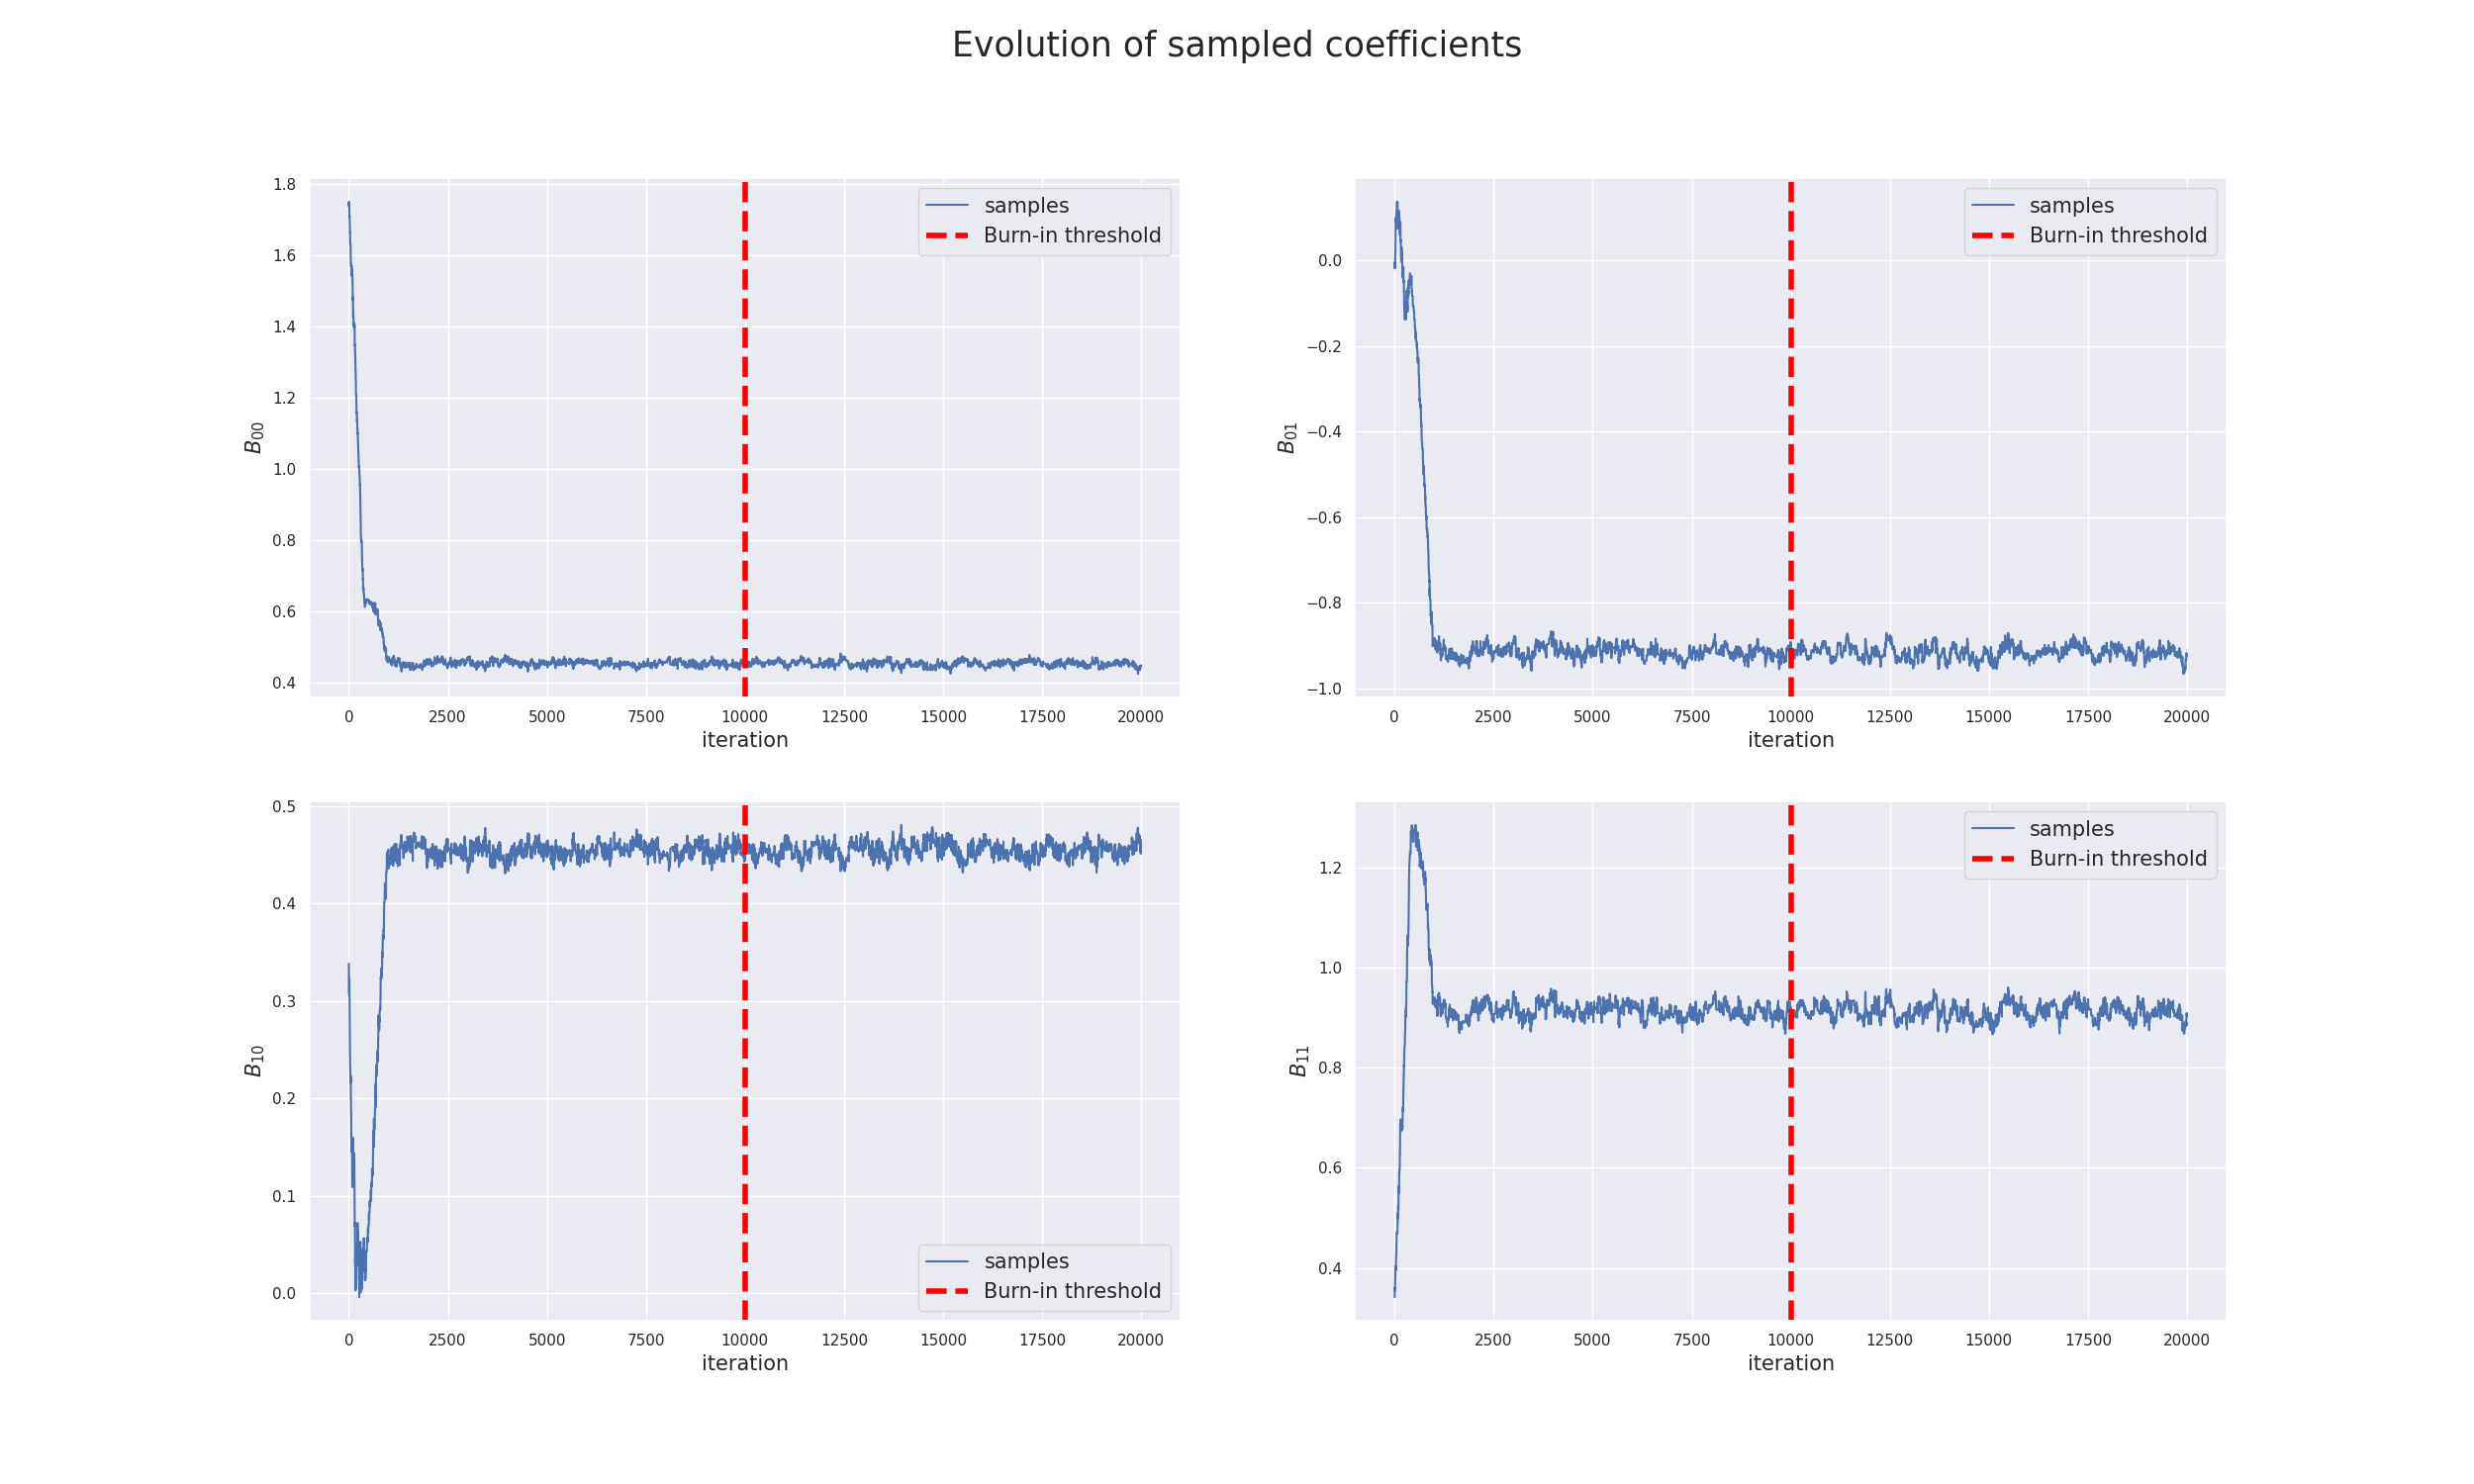 Evolution of sampled coefficients
1.8
1.6
1.4
1.2
1.0
0.8
0.6
0.4
B00
samples
Burn-in threshold
0 2500 5000 7500 10000 12500 15000 17500 20000
iteration
0.0
−0.2
−0.4
−0.6
−0.8
−1.0
B01
samples
Burn-in threshold
0 2500 5000 7500 10000 12500 15000 17500 20000
iteration
0.5
0.4
0.3
0.2
0.1
0.0
B10
samples
Burn-in threshold
0 2500 5000 7500 10000 12500 15000 17500 20000
iteration
1.2
1.0
0.8
0.6
0.4
B11
samples
Burn-in threshold
0 2500 5000 7500 10000 12500 15000 17500 20000
iteration